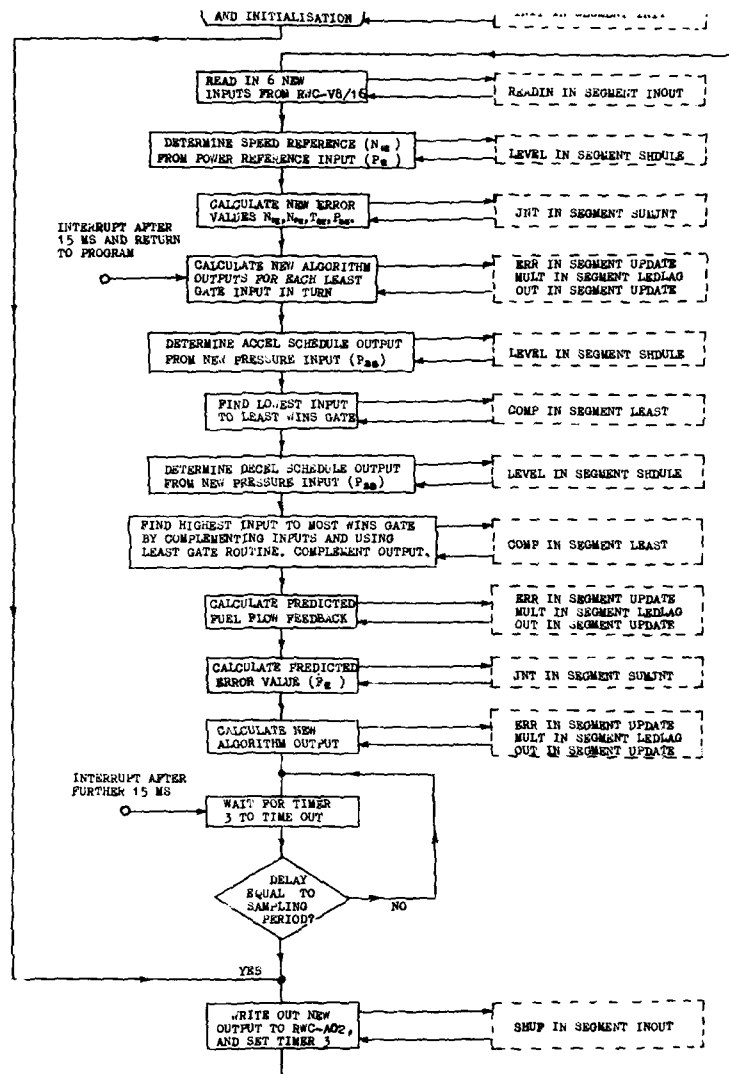 AND INITIALISATION
INIT IN SEGMENT INIT
READ IN 6 NEW
INPUTS FROM RWC-V8/16
READIN IN SEGMENT INOUT
DETERMINE SPEED REFERENCE (N
FROM POWER REFERENCE INPUT (P
LEVEL IN SEGMENT SHDULE
CALCULATE NEW ERROR
VALUES
JNT IN SEGMENT SUMJNT
INTERRUPT AFTER
15 MS AND RETURN
TO PROGRAM
CALCULATE NEW ALGORITHM
OUTPUTS FOR EACH LEAST
GATE INPUT IN TURN
ERR IN SEGMENT UPDATE
MULT IN SEGMENT LEDLAG
OUT IN SEGMENT UPDATE
DETERMINE ACCEL SCHEDULE OUTPUT
FROM NEW PRESSURE INPUT
LEVEL IN SEGMENT SHDULE
FIND LOWEST INPUT
TO LEAST WINS GATE
COMP IN SEGMENT LEAST
DETERMINE DECEL SCHEDULE OUTPUT
FROM NEW PRESSURE INPUT
LEVEL IN SEGMENT SHDULE
FIND HIGHEST INPUT TO MOST WINS GATE
BY COMPLEMENTING INPUTS AND USING
LEAST GATE ROUTINE. COMPLEMENT OUTPUT.
COMP IN SEGMENT LEAST
CALCULATE PREDICTED
FUEL FLOW FEEDBACK
ERR IN SEGMENT UPDATE
MULT IN SEGMENT LEDLAG
OUT IN SEGMENT UPDATE
CALCULATE PREDICTED
ERROR VALUE
JNT IN SEGMENT SUMJNT
CALCULATE NEW
ALGORITHM OUTPUT
ERR IN SEGMENT UPDATE
MULT IN SEGMENT LEDLAG
OUT IN SEGMENT UPDATE
INTERRUPT AFTER
FURTHER 15 MS
WAIT FOR TIMER
3 TO TIME OUT
DELAY
EQUAL TO
SAMPLING
PERIOD?
NO
YES
WRITE OUT NEW
OUTPUT TO RWC-A02,
AND SET TIMER 3
IN SEGMENT INOUT